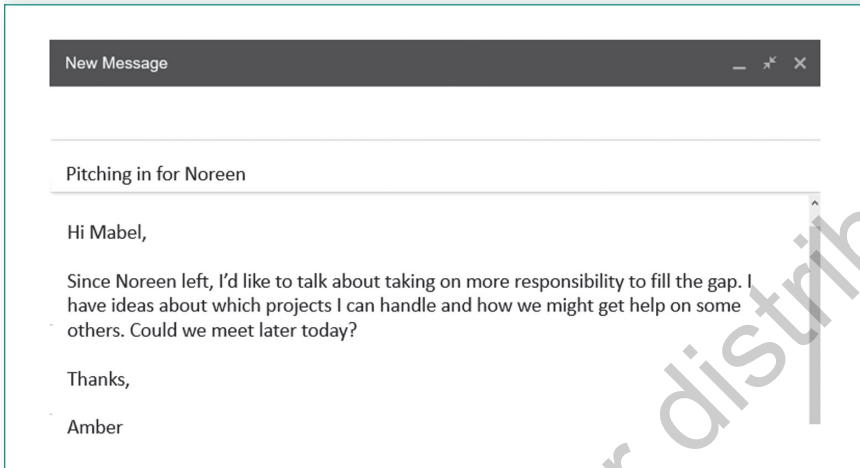 New Message
Pitching in for Noreen
Hi Mabel,
Since Noreen left, I’d like to talk about taking on more responsibility to fill the gap. I
have ideas about which projects I can handle and how we might get help on some
others. Could we meet later today?
Thanks,
Amber